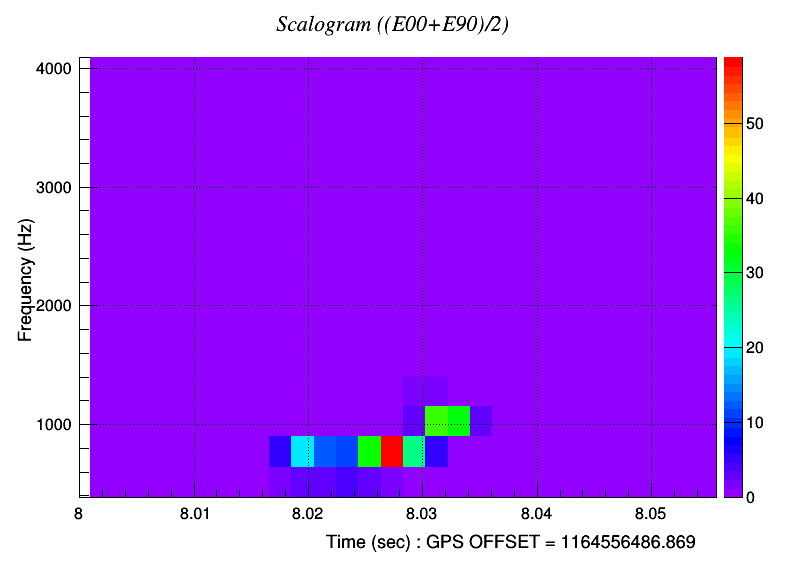 Scalogram ((E00+E90)/2)
Frequency (Hz)
4000
3000
2000
1000
50
40
30
20
10
0
8 8.01 8.02 8.03 8.04 8.05
Time (sec) : GPS OFFSET = 1164556486.869